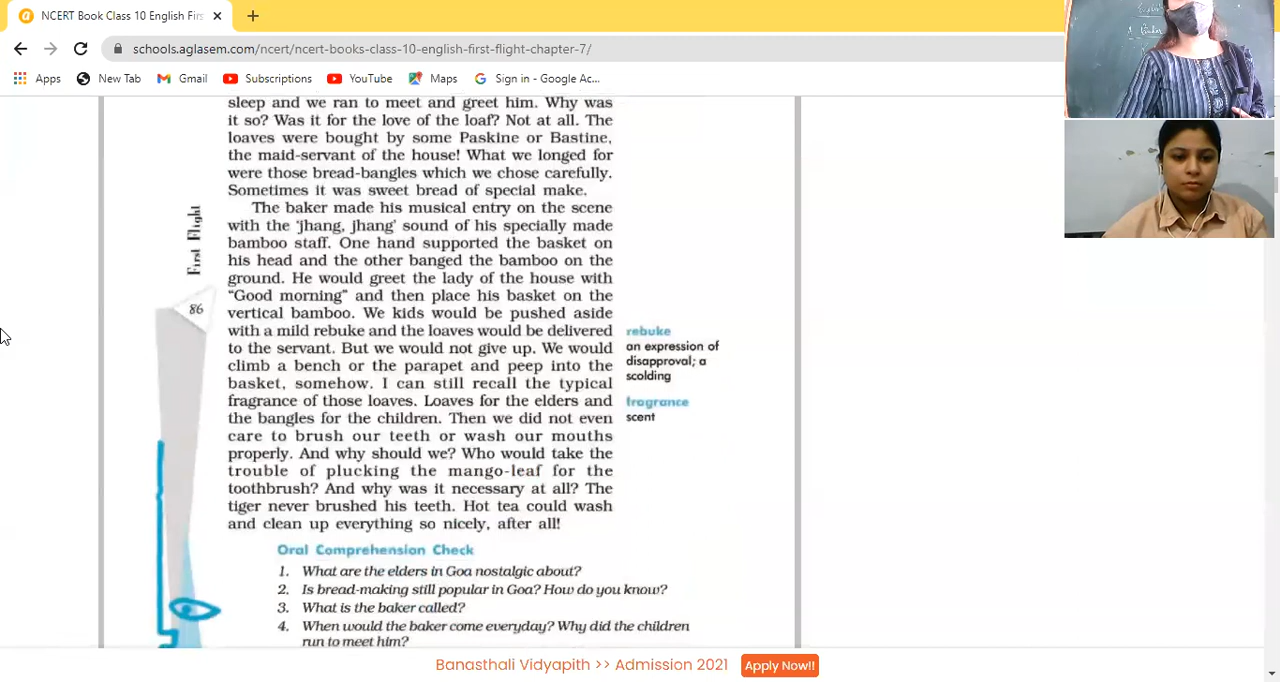 NCERT Book Class 10 English Firs
schools.aglasem.com/ncert/ncert-books-class-10-english-first-flight-chapter-7/
Apps New Tab Gmail Subscriptions YouTube Maps Sign in - Google Ac...
sleep and we ran to meet and greet him. Why was
it so? Was it for the love of the loaf? Not at all. The
loaves were bought by some Paskine or Bastine,
the maid-servant of the house! What we longed for
were those bread-bangles which we chose carefully.
Sometimes it was sweet bread of special make.
The baker made his musical entry on the scene
with the ‘jhang, jhang’ sound of his specially made
bamboo staff. One hand supported the basket on
his head and the other banged the bamboo on the
ground. He would greet the lady of the house with
“Good morning” and then place his basket on the
vertical bamboo. We kids would be pushed aside
with a mild rebuke and the loaves would be delivered
to the servant. But we would not give up. We would
climb a bench or the parapet and peep into the
basket, somehow. I can still recall the typical
fragrance of those loaves. Loaves for the elders and
the bangles for the children. Then we did not even
care to brush our teeth or wash our mouths
properly. And why should we? Who would take the
trouble of plucking the mango-leaf for the
toothbrush? And why was it necessary at all? The
tiger never brushed his teeth. Hot tea could wash
and clean up everything so nicely, after all!
First Flight
86
rebuke
an expression of
disapproval; a
scolding
fragrance
scent
Oral Comprehension Check
1. What are the elders in Goa nostalgic about?
2. Is bread-making still popular in Goa? How do you know?
3. What is the baker called?
4. When would the baker come everyday? Why did the children
run to meet him?
Banasthali Vidyapith >> Admission 2021 Apply Now!!